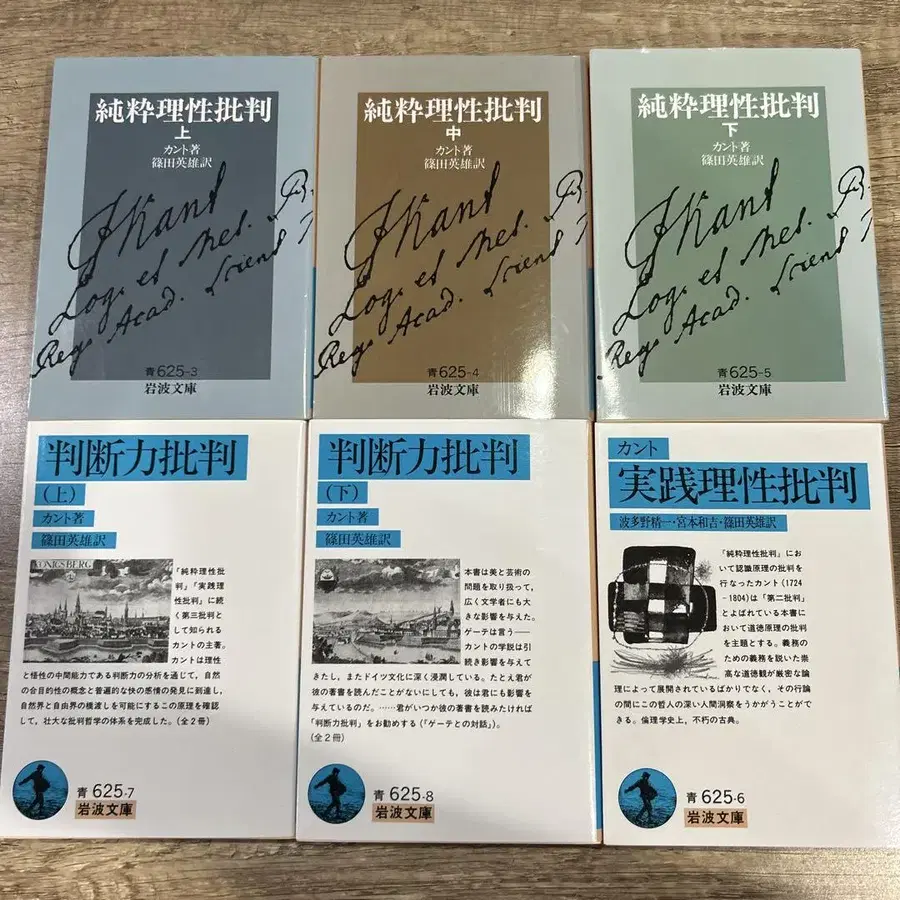 純粋理性批判
上
カント著
篠田英雄訳
I Kant
Log. et Met. P.
Reg. Acad. Scient
青625-3
岩波文庫
純粋理性批判
中
カント著
篠田英雄訳
I Kant
Log. et Met. P.
Reg. Acad. Scient
青625-4
岩波文庫
純粋理性批判
下
カント著
篠田英雄訳
I Kant
Log. et Met. P.
Reg. Acad. Scient
青625-5
岩波文庫
判断力批判
(上)
カント著
篠田英雄訳
KÖNIGSBERG
『純粋理性批
判』『実践理
性批判』に続
く第三批判と
して知られる
カントの主著。
カントは理性
と悟性の中間能力である判断力の分析を通じて,自然
の合目的性の概念と普遍的な快の感情の発見に到達し,
自然界と自由界の橋渡しを可能にするこの原理を確認
して,壮大な批判哲学の体系を完成した。(全2冊)
青 625-7
岩波文庫
判断力批判
(下)
カント著
篠田英雄訳
本書は美と芸術の
問題を取り扱って,
広く文学者にも大
きな影響を与えた。
ゲーテは言う――
カントの学説は引
続き影響を与えて
きたし,またドイツ文化に深く浸潤している。たとえ君が
彼の著書を読んだことがないにしても,彼は君にも影響を
与えているのだ。……君がいつか彼の著書を読みたければ
『判断力批判』をお勧めする(『ゲーテとの対話』)。
(全2冊)
青 625-8
岩波文庫
カント
実践理性批判
波多野精一・宮本和吉・篠田英雄訳
『純粋理性批判』にお
いて認識原理の批判を
行なったカント(1724
-1804)は「第二批判」
とよばれている本書に
おいて道徳原理の批判
を主題とする。義務の
ための義務を説いた崇
高な道徳観が厳密な論
理によって展開されているばかりでなく,その行論
の間にこの哲人の深い人間洞察をうかがうことがで
きる。倫理学史上,不朽の古典。
青 625-6
岩波文庫